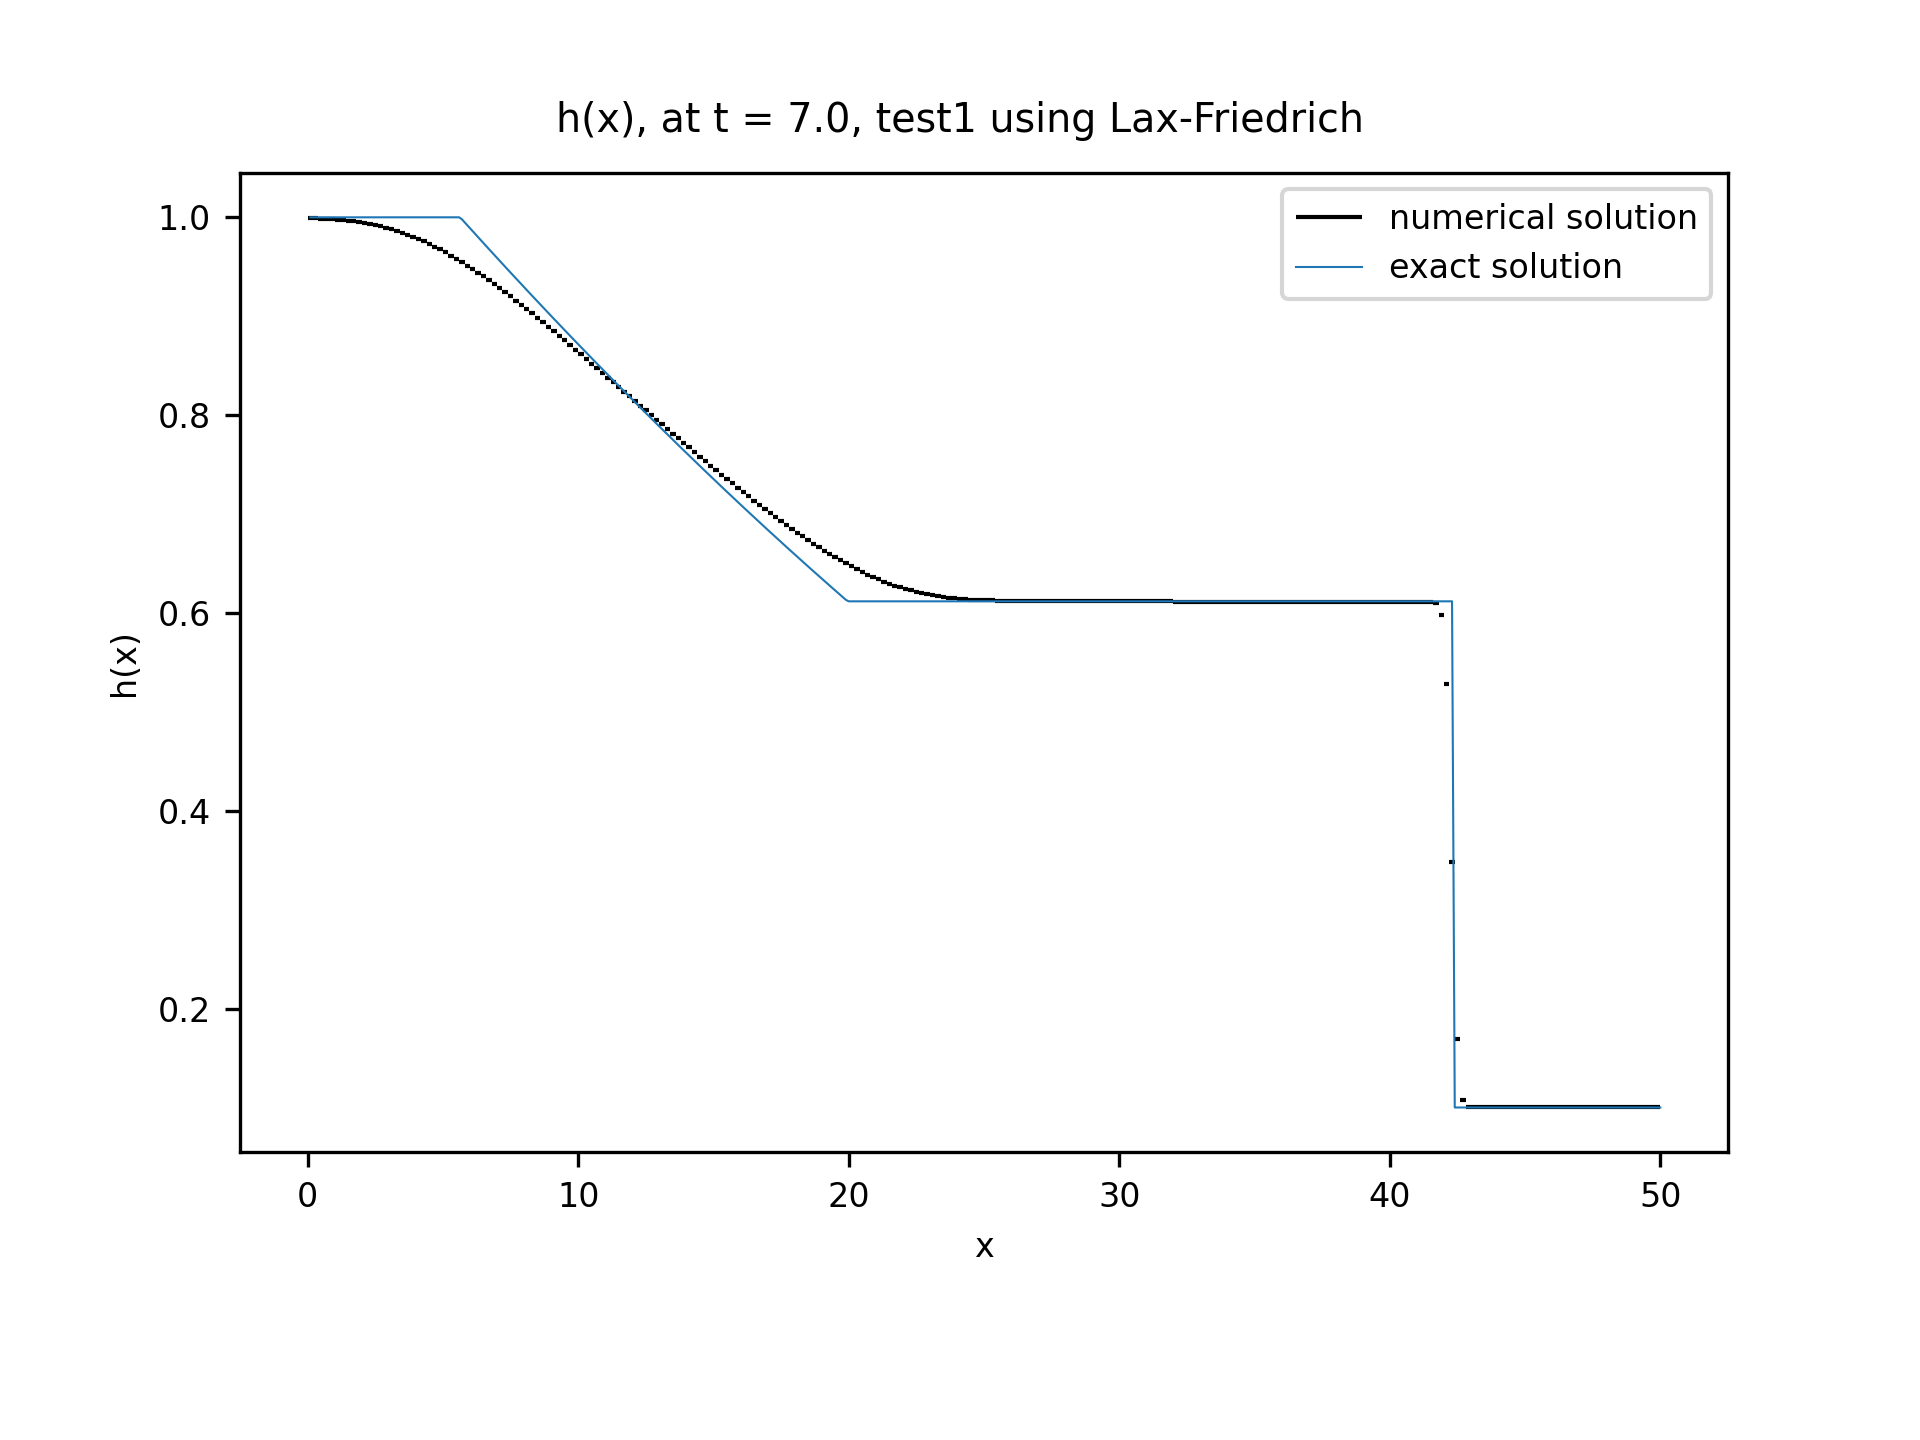 h(x), at t = 7.0, test1 using Lax-Friedrich
numerical solution
exact solution
1.0
0.8
0.6
0.4
0.2
h(x)
0 10 20 30 40 50
x